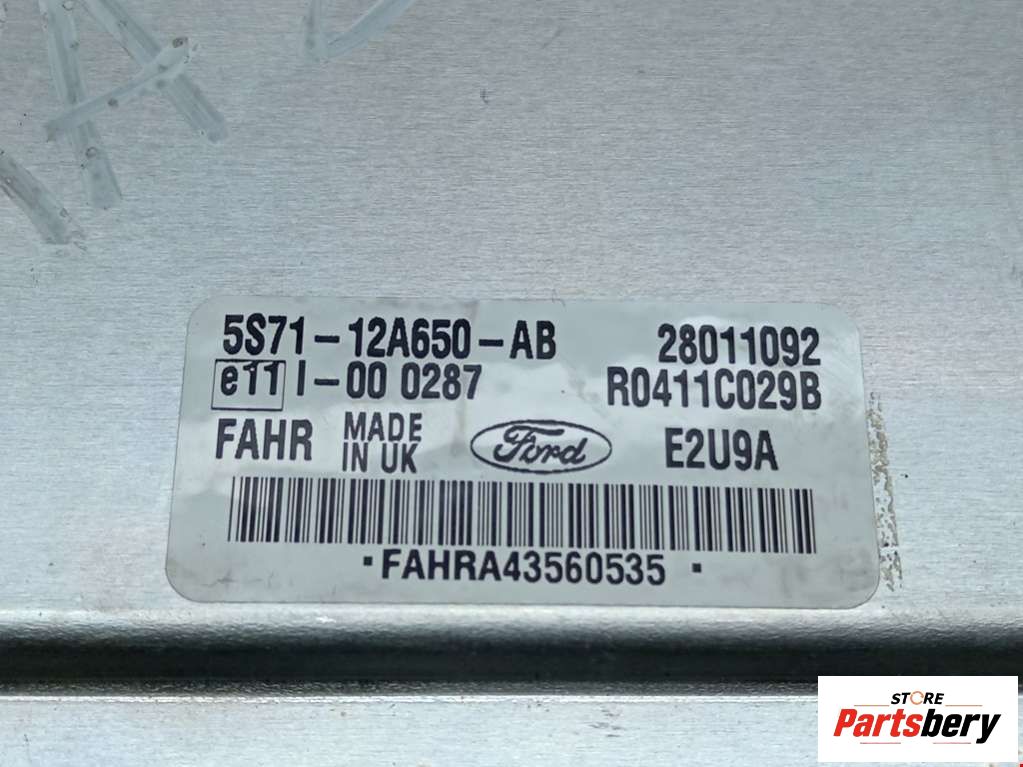 5S71-12A650-AB 28011092
e11 I-00 0287 R0411C029B
FAHR MADE IN UK Ford E2U9A
·FAHRA43560535 ·
STORE
Partsbery